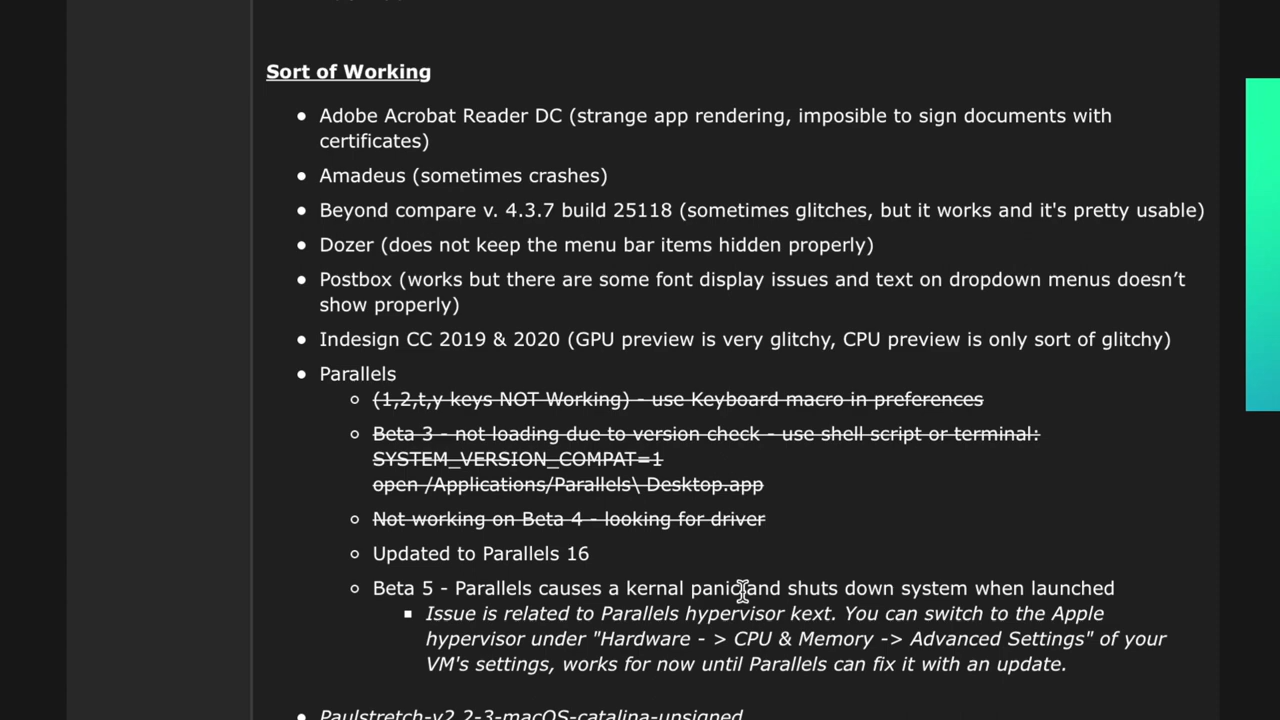 Sort of Working
Adobe Acrobat Reader DC (strange app rendering, imposible to sign documents with
certificates)
Amadeus (sometimes crashes)
Beyond compare v. 4.3.7 build 25118 (sometimes glitches, but it works and it's pretty usable)
Dozer (does not keep the menu bar items hidden properly)
Postbox (works but there are some font display issues and text on dropdown menus doesn’t
show properly)
Indesign CC 2019 & 2020 (GPU preview is very glitchy, CPU preview is only sort of glitchy)
Parallels
(1,2,t,y keys NOT Working) - use Keyboard macro in preferences
Beta 3 - not loading due to version check - use shell script or terminal:
SYSTEM_VERSION_COMPAT=1
open /Applications/Parallels\ Desktop.app
Not working on Beta 4 - looking for driver
Updated to Parallels 16
Beta 5 - Parallels causes a kernal panic and shuts down system when launched
Issue is related to Parallels hypervisor kext. You can switch to the Apple
hypervisor under "Hardware - > CPU & Memory -> Advanced Settings" of your
VM's settings, works for now until Parallels can fix it with an update.
Paulstretch-v2.2-3-macOS-catalina-unsigned